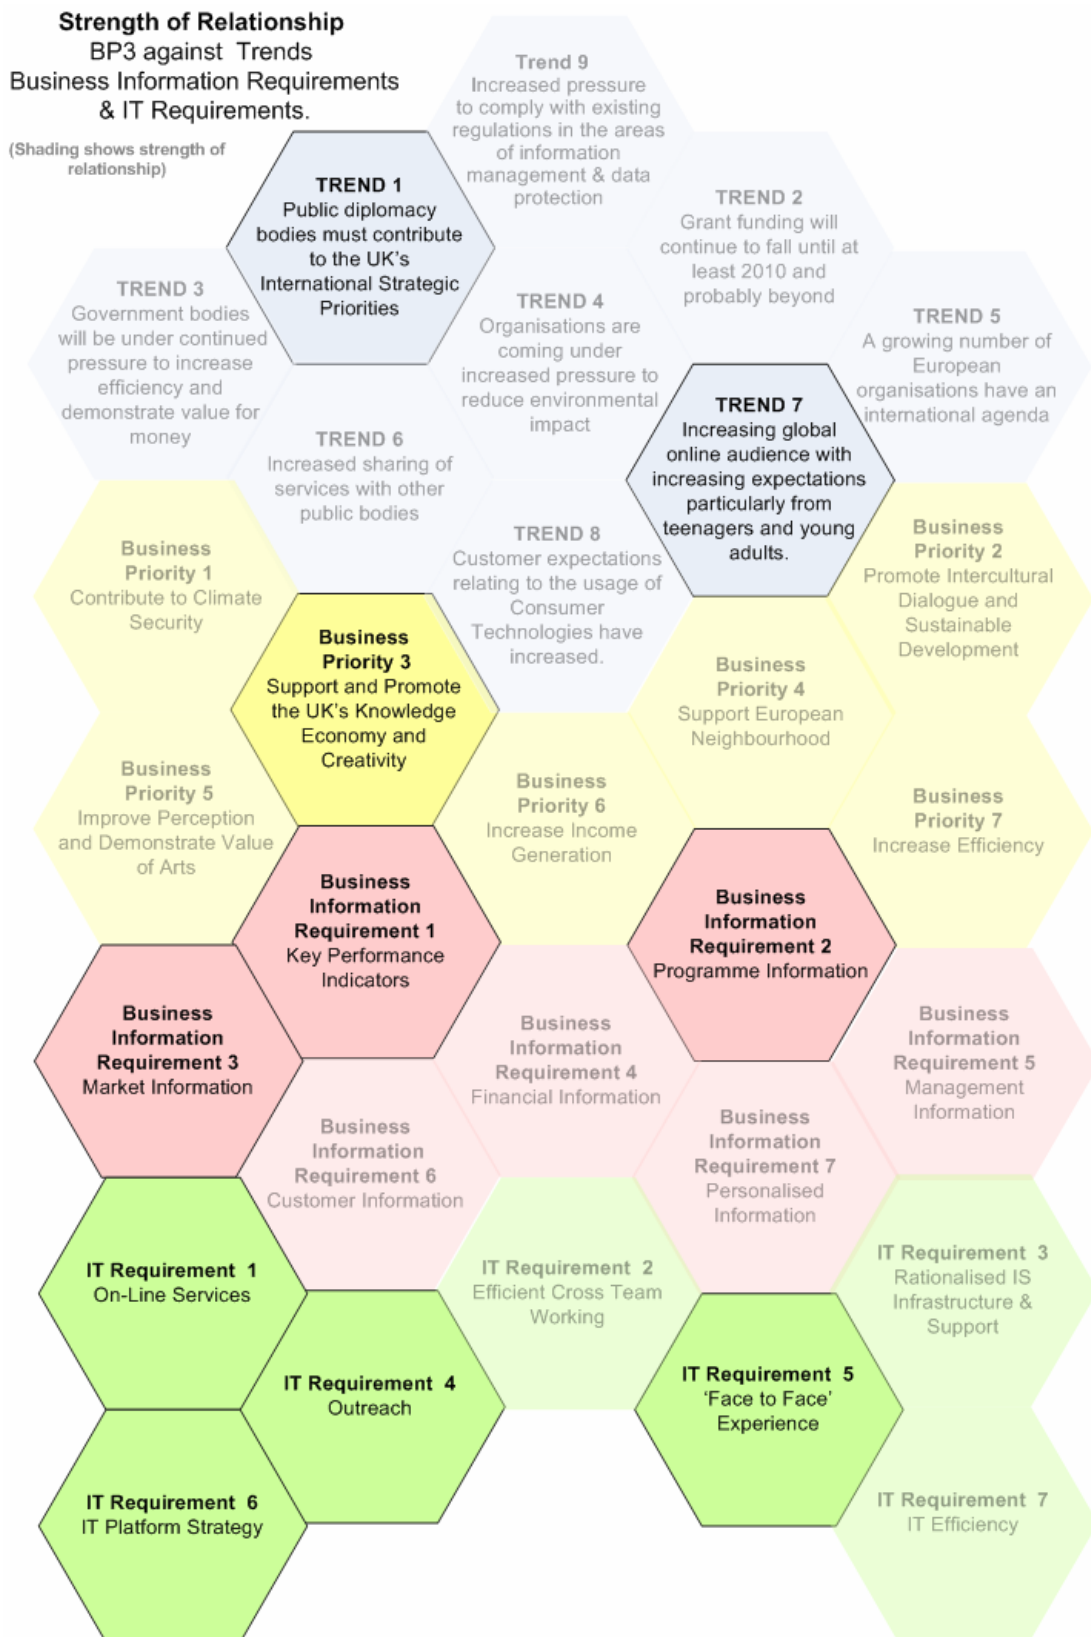 Strength of Relationship
BP3 against Trends
Business Information Requirements
& IT Requirements.
(Shading shows strength of
relationship)
Trend 9
Increased pressure
to comply with existing
regulations in the areas
of information
management & data
protection
TREND 1
Public diplomacy
bodies must contribute
to the UK's
International Strategic
Priorities
TREND 2
Grant funding will
continue to fall until at
least 2010 and
probably beyond
TREND 3
Government bodies
will be under continued
pressure to increase
efficiency and
demonstrate value for
money
TREND 4
Organisations are
coming under
increased pressure to
reduce environmental
impact
TREND 5
A growing number of
European
organisations have an
international agenda
TREND 6
Increased sharing of
services with other
public bodies
TREND 7
Increasing global
online audience with
increasing expectations
particularly from
teenagers and young
adults.
TREND 8
Customer expectations
relating to the usage of
Consumer
Technologies have
increased.
Business
Priority 1
Contribute to Climate
Security
Business
Priority 2
Promote Intercultural
Dialogue and
Sustainable
Development
Business
Priority 3
Support and Promote
the UK's Knowledge
Economy and
Creativity
Business
Priority 4
Support European
Neighbourhood
Business
Priority 5
Improve Perception
and Demonstrate Value
of Arts
Business
Priority 6
Increase Income
Generation
Business
Priority 7
Increase Efficiency
Business
Information
Requirement 1
Key Performance
Indicators
Business
Information
Requirement 2
Programme Information
Business
Information
Requirement 3
Market Information
Business
Information
Requirement 4
Financial Information
Business
Information
Requirement 5
Management
Information
Business
Information
Requirement 6
Customer Information
Business
Information
Requirement 7
Personalised
Information
IT Requirement 1
On-Line Services
IT Requirement 2
Efficient Cross Team
Working
IT Requirement 3
Rationalised IS
Infrastructure &
Support
IT Requirement 4
Outreach
IT Requirement 5
‘Face to Face’
Experience
IT Requirement 6
IT Platform Strategy
IT Requirement 7
IT Efficiency